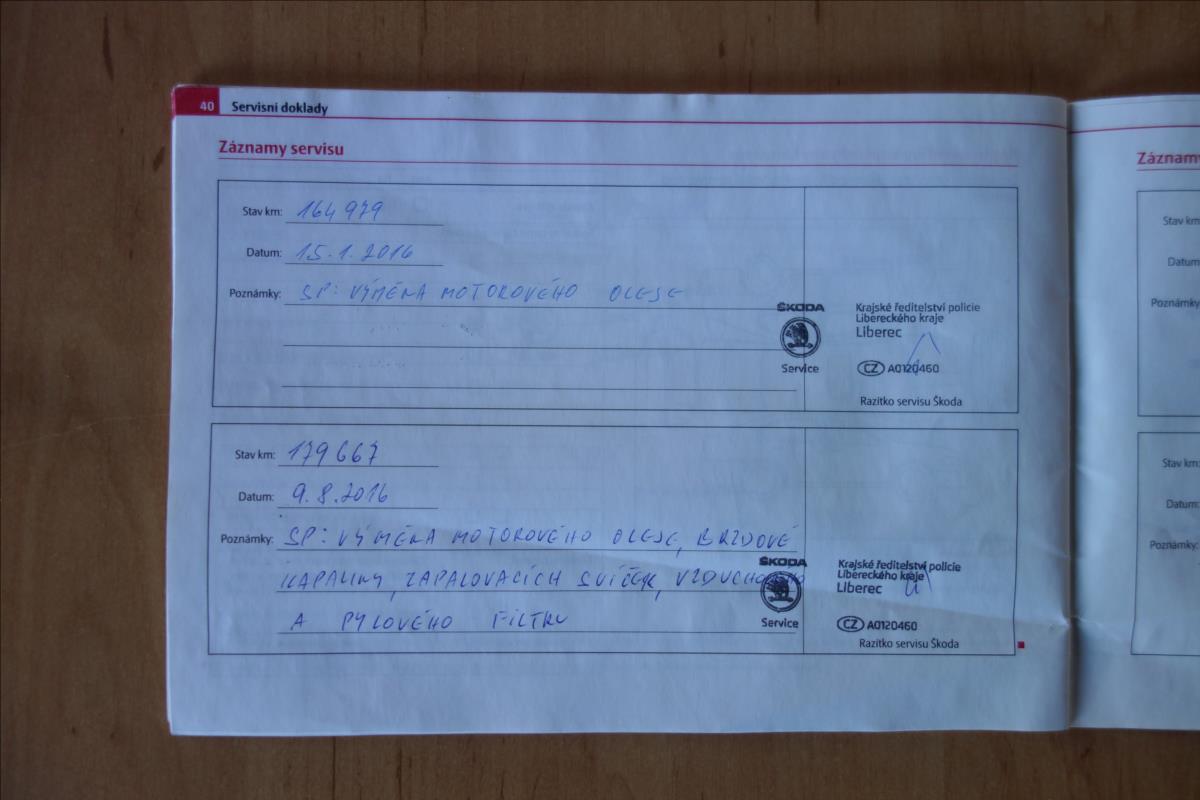 40 Servisní doklady
Záznamy servisu
Stav km: 164 979
Datum: 15.1.2016
Poznámky: SP: VÝMĚNA MOTOROVÉHO OLEJE
ŠKODA
Service
Krajské ředitelství policie
Libereckého kraje
Liberec
CZ A0120460
Razítko servisu Škoda
Stav km: 179 667
Datum: 9.8.2016
Poznámky: SP: VÝMĚNA MOTOROVÉHO OLEJE, BRZDOVÉ
KAPALINY, ZAPALOVACÍCH SVÍČEK, VZDUCHOVÉHO
A PYLOVÉHO FILTRU
ŠKODA
Service
Krajské ředitelství policie
Libereckého kraje
Liberec
CZ A0120460
Razítko servisu Škoda
Záznamy
Stav km
Datum:
Poznámky
Stav km:
Datum:
Poznámky: